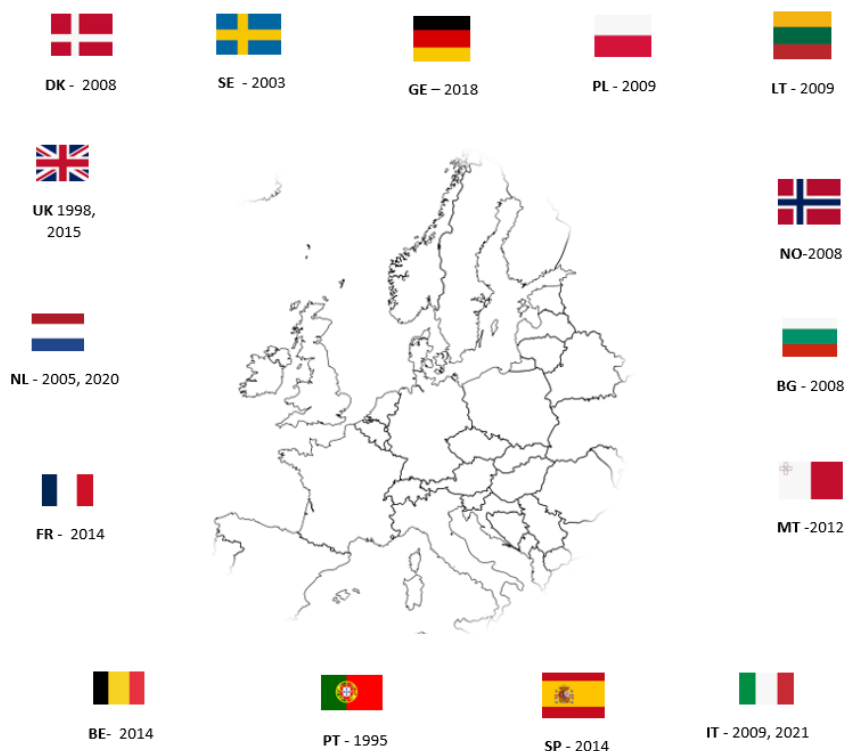 DK - 2008
SE - 2003
GE – 2018
PL - 2009
LT - 2009
UK 1998,
2015
NO-2008
NL - 2005, 2020
BG - 2008
FR - 2014
MT -2012
BE- 2014
PT - 1995
SP - 2014
IT - 2009, 2021